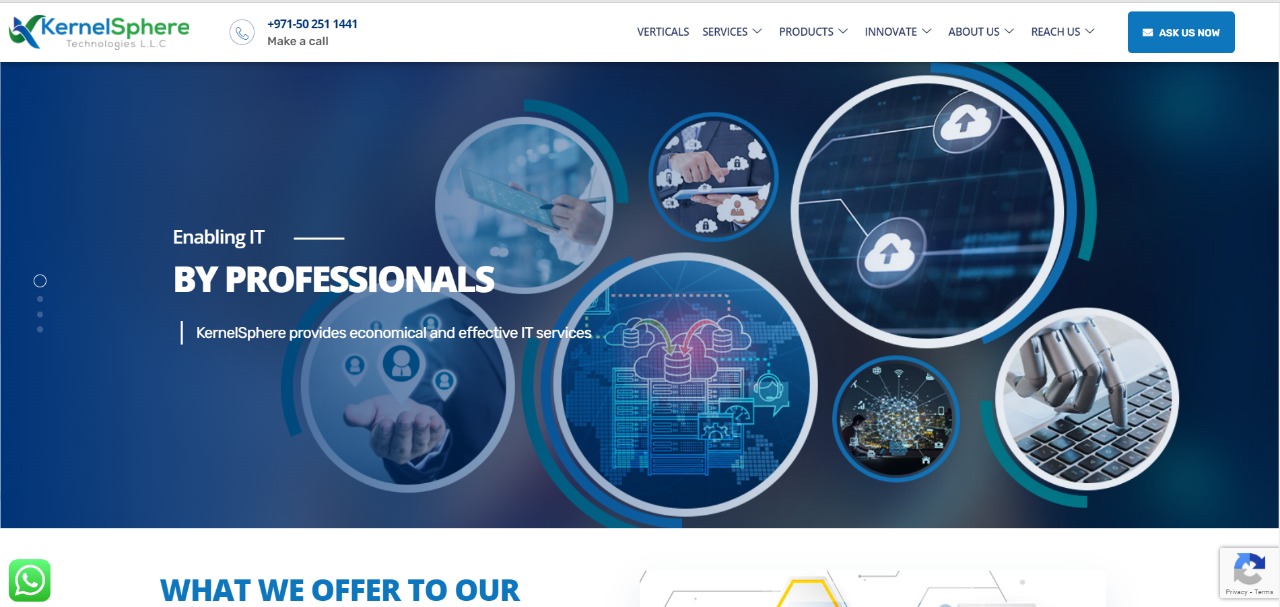 KernelSphere
Technologies L.L.C
+971-50 251 1441
Make a call
VERTICALS SERVICES PRODUCTS INNOVATE ABOUT US REACH US
ASK US NOW
Enabling IT
BY PROFESSIONALS
KernelSphere provides economical and effective IT services
WHAT WE OFFER TO OUR
Privacy - Terms